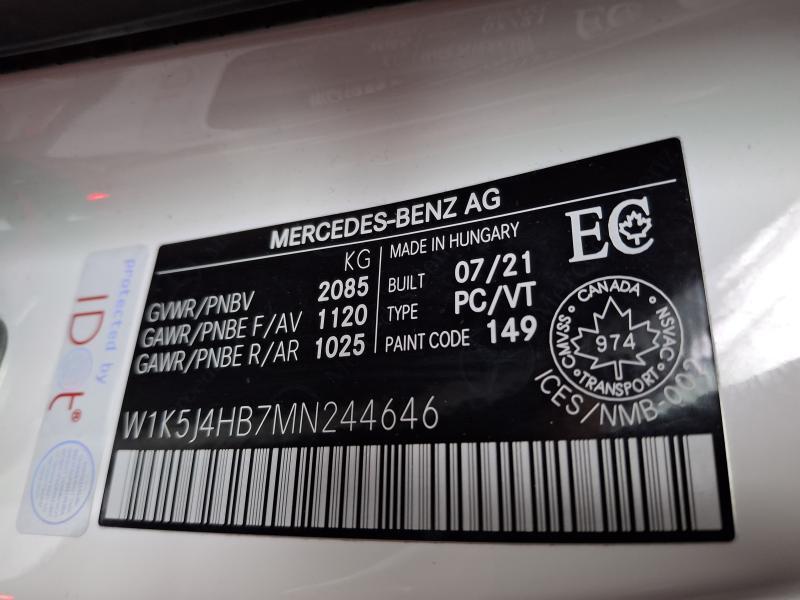 MERCEDES-BENZ AG
KG
GVWR/PNBV 2085
GAWR/PNBE F/AV 1120
GAWR/PNBE R/AR 1025
MADE IN HUNGARY
BUILT 07/21
TYPE PC/VT
PAINT CODE 149
EC
CANADA
CMVSS 974 NSVAC
TRANSPORT
ICES/NMB-002
W1K5J4HB7MN244646
protected by
IDent®